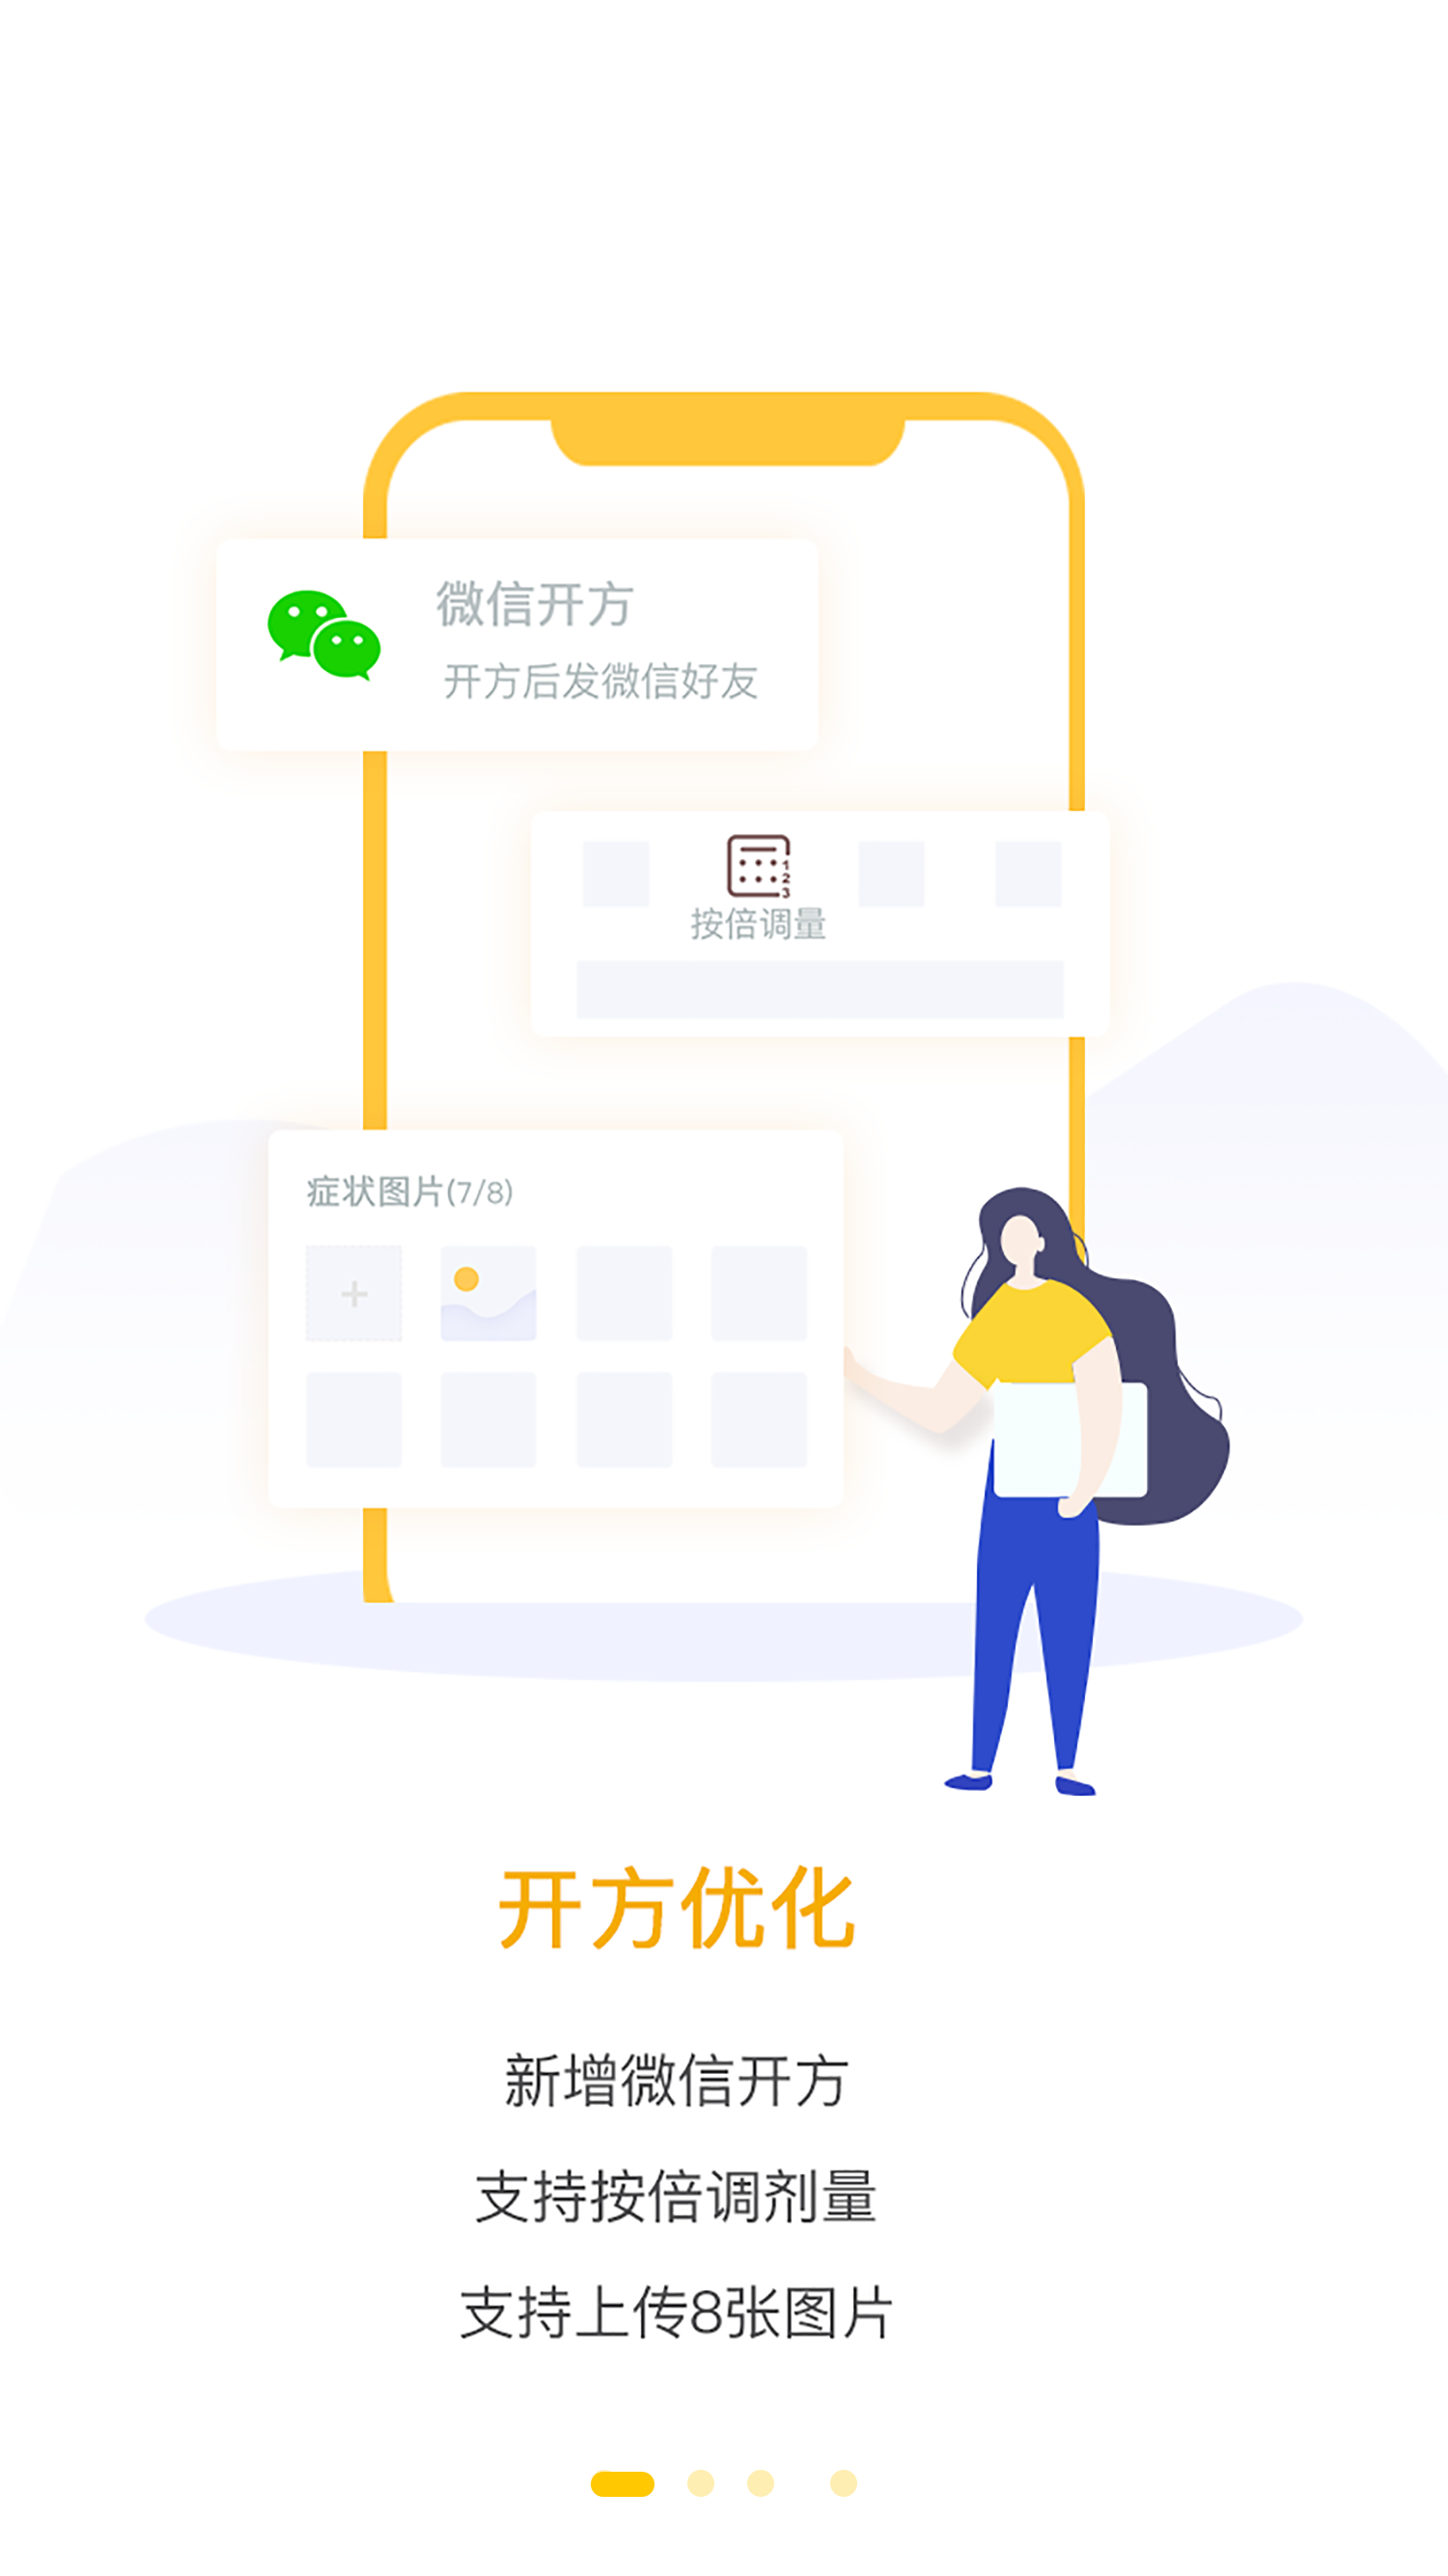 微信开方
开方后发微信好友
123
按倍调量
症状图片(7/8)
开方优化
新增微信开方
支持按倍调剂量
支持上传8张图片